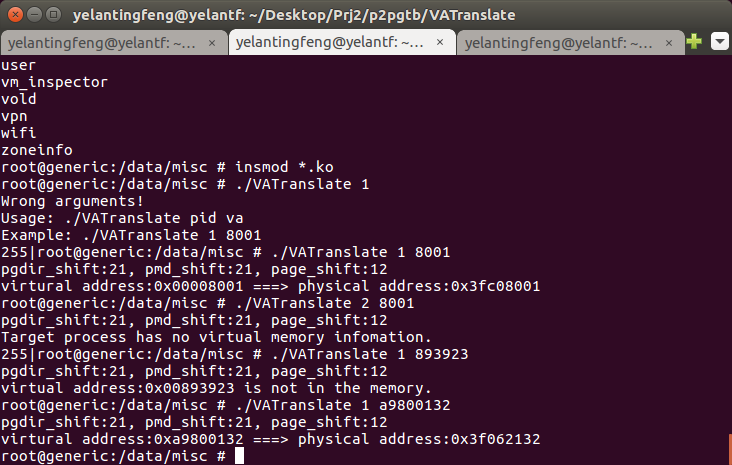 yelantingfeng@yelantf: ~/Desktop/Prj2/p2pgtb/VATranslate
yelantingfeng@yelantf: ~... × yelantingfeng@yelantf: ~... × yelantingfeng@yelantf: ~... ×
user
vm_inspector
vold
vpn
wifi
zoneinfo
root@generic:/data/misc # insmod *.ko
root@generic:/data/misc # ./VATranslate 1
Wrong arguments!
Usage: ./VATranslate pid va
Example: ./VATranslate 1 8001
255|root@generic:/data/misc # ./VATranslate 1 8001
pgdir_shift:21, pmd_shift:21, page_shift:12
virtural address:0x00008001 ===> physical address:0x3fc08001
root@generic:/data/misc # ./VATranslate 2 8001
pgdir_shift:21, pmd_shift:21, page_shift:12
Target process has no virtual memory infomation.
255|root@generic:/data/misc # ./VATranslate 1 893923
pgdir_shift:21, pmd_shift:21, page_shift:12
virtual address:0x00893923 is not in the memory.
root@generic:/data/misc # ./VATranslate 1 a9800132
pgdir_shift:21, pmd_shift:21, page_shift:12
virtural address:0xa9800132 ===> physical address:0x3f062132
root@generic:/data/misc #